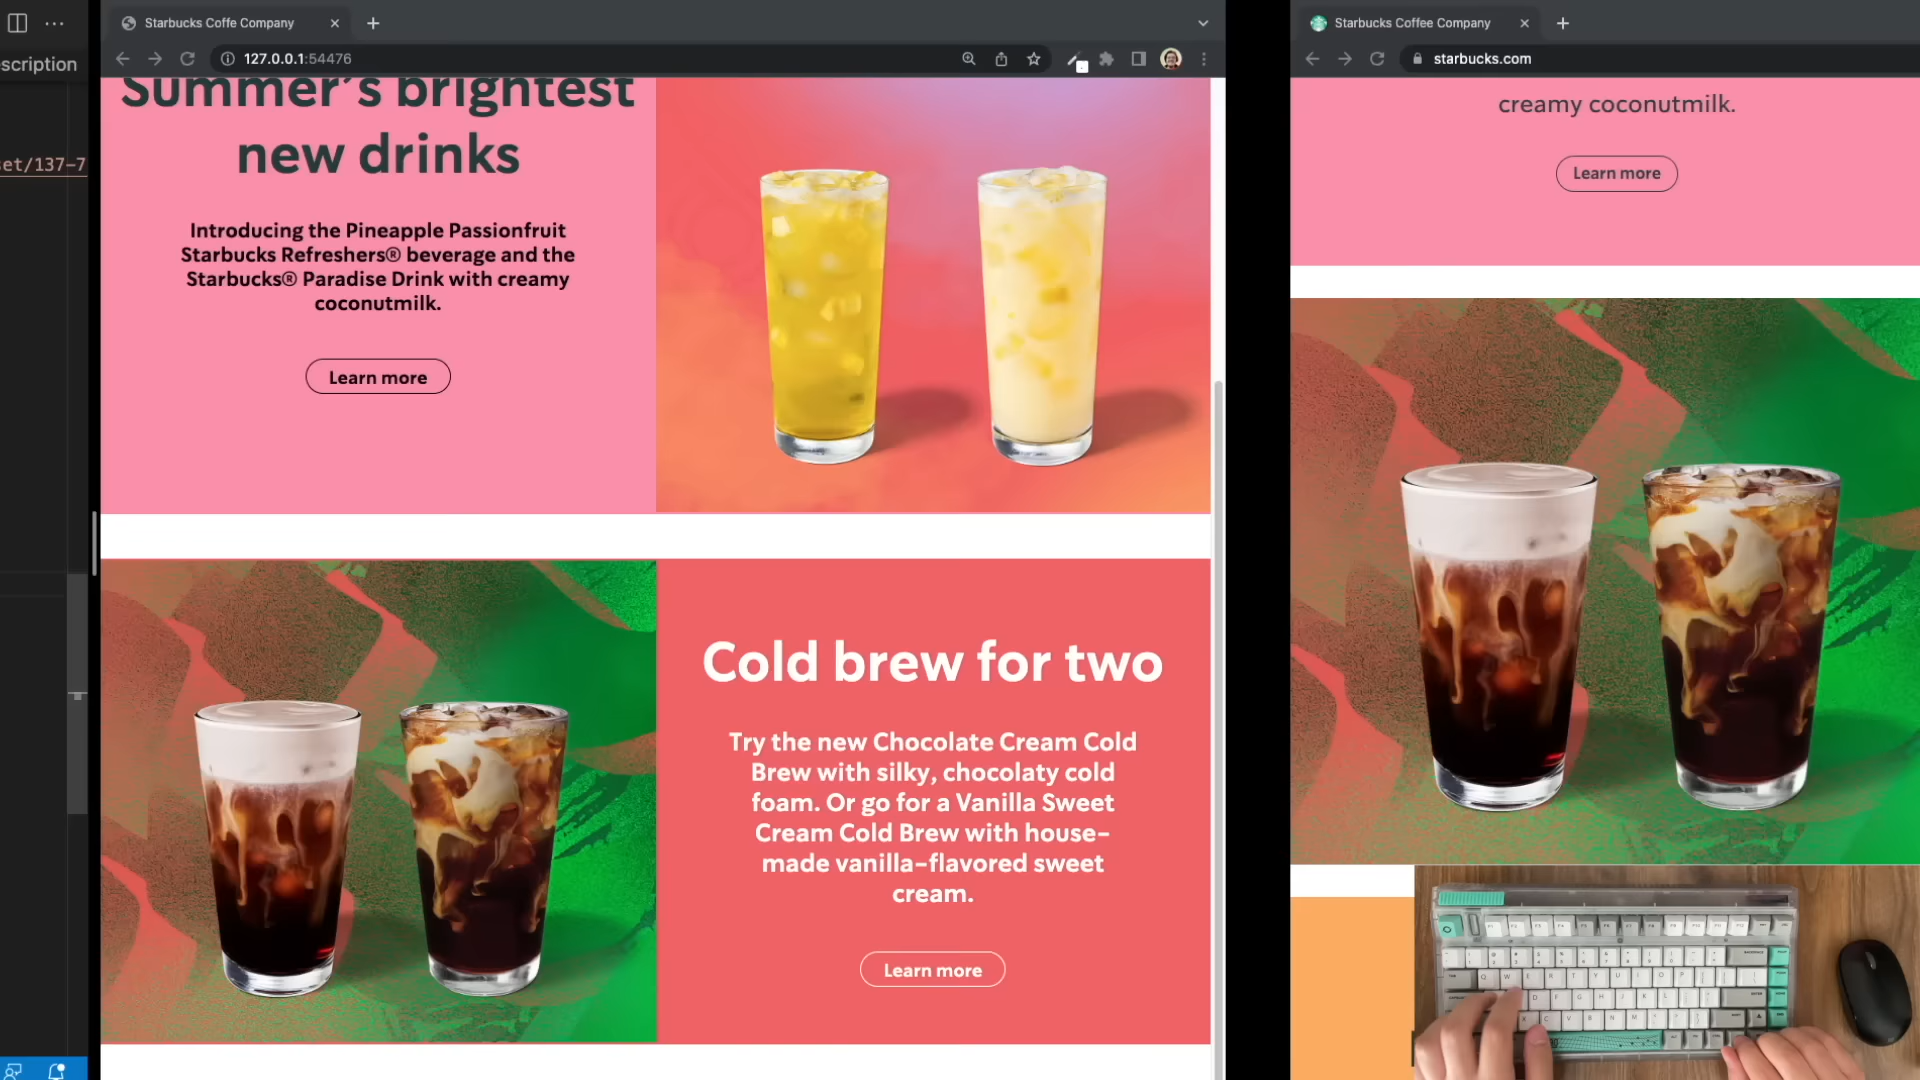 scription
set/137-7
Starbucks Coffe Company
127.0.0.1:54476
Summer's brightest
new drinks
Introducing the Pineapple Passionfruit
Starbucks Refreshers® beverage and the
Starbucks® Paradise Drink with creamy
coconutmilk.
Learn more
Cold brew for two
Try the new Chocolate Cream Cold
Brew with silky, chocolaty cold
foam. Or go for a Vanilla Sweet
Cream Cold Brew with house-
made vanilla-flavored sweet
cream.
Learn more
Starbucks Coffee Company
starbucks.com
creamy coconutmilk.
Learn more